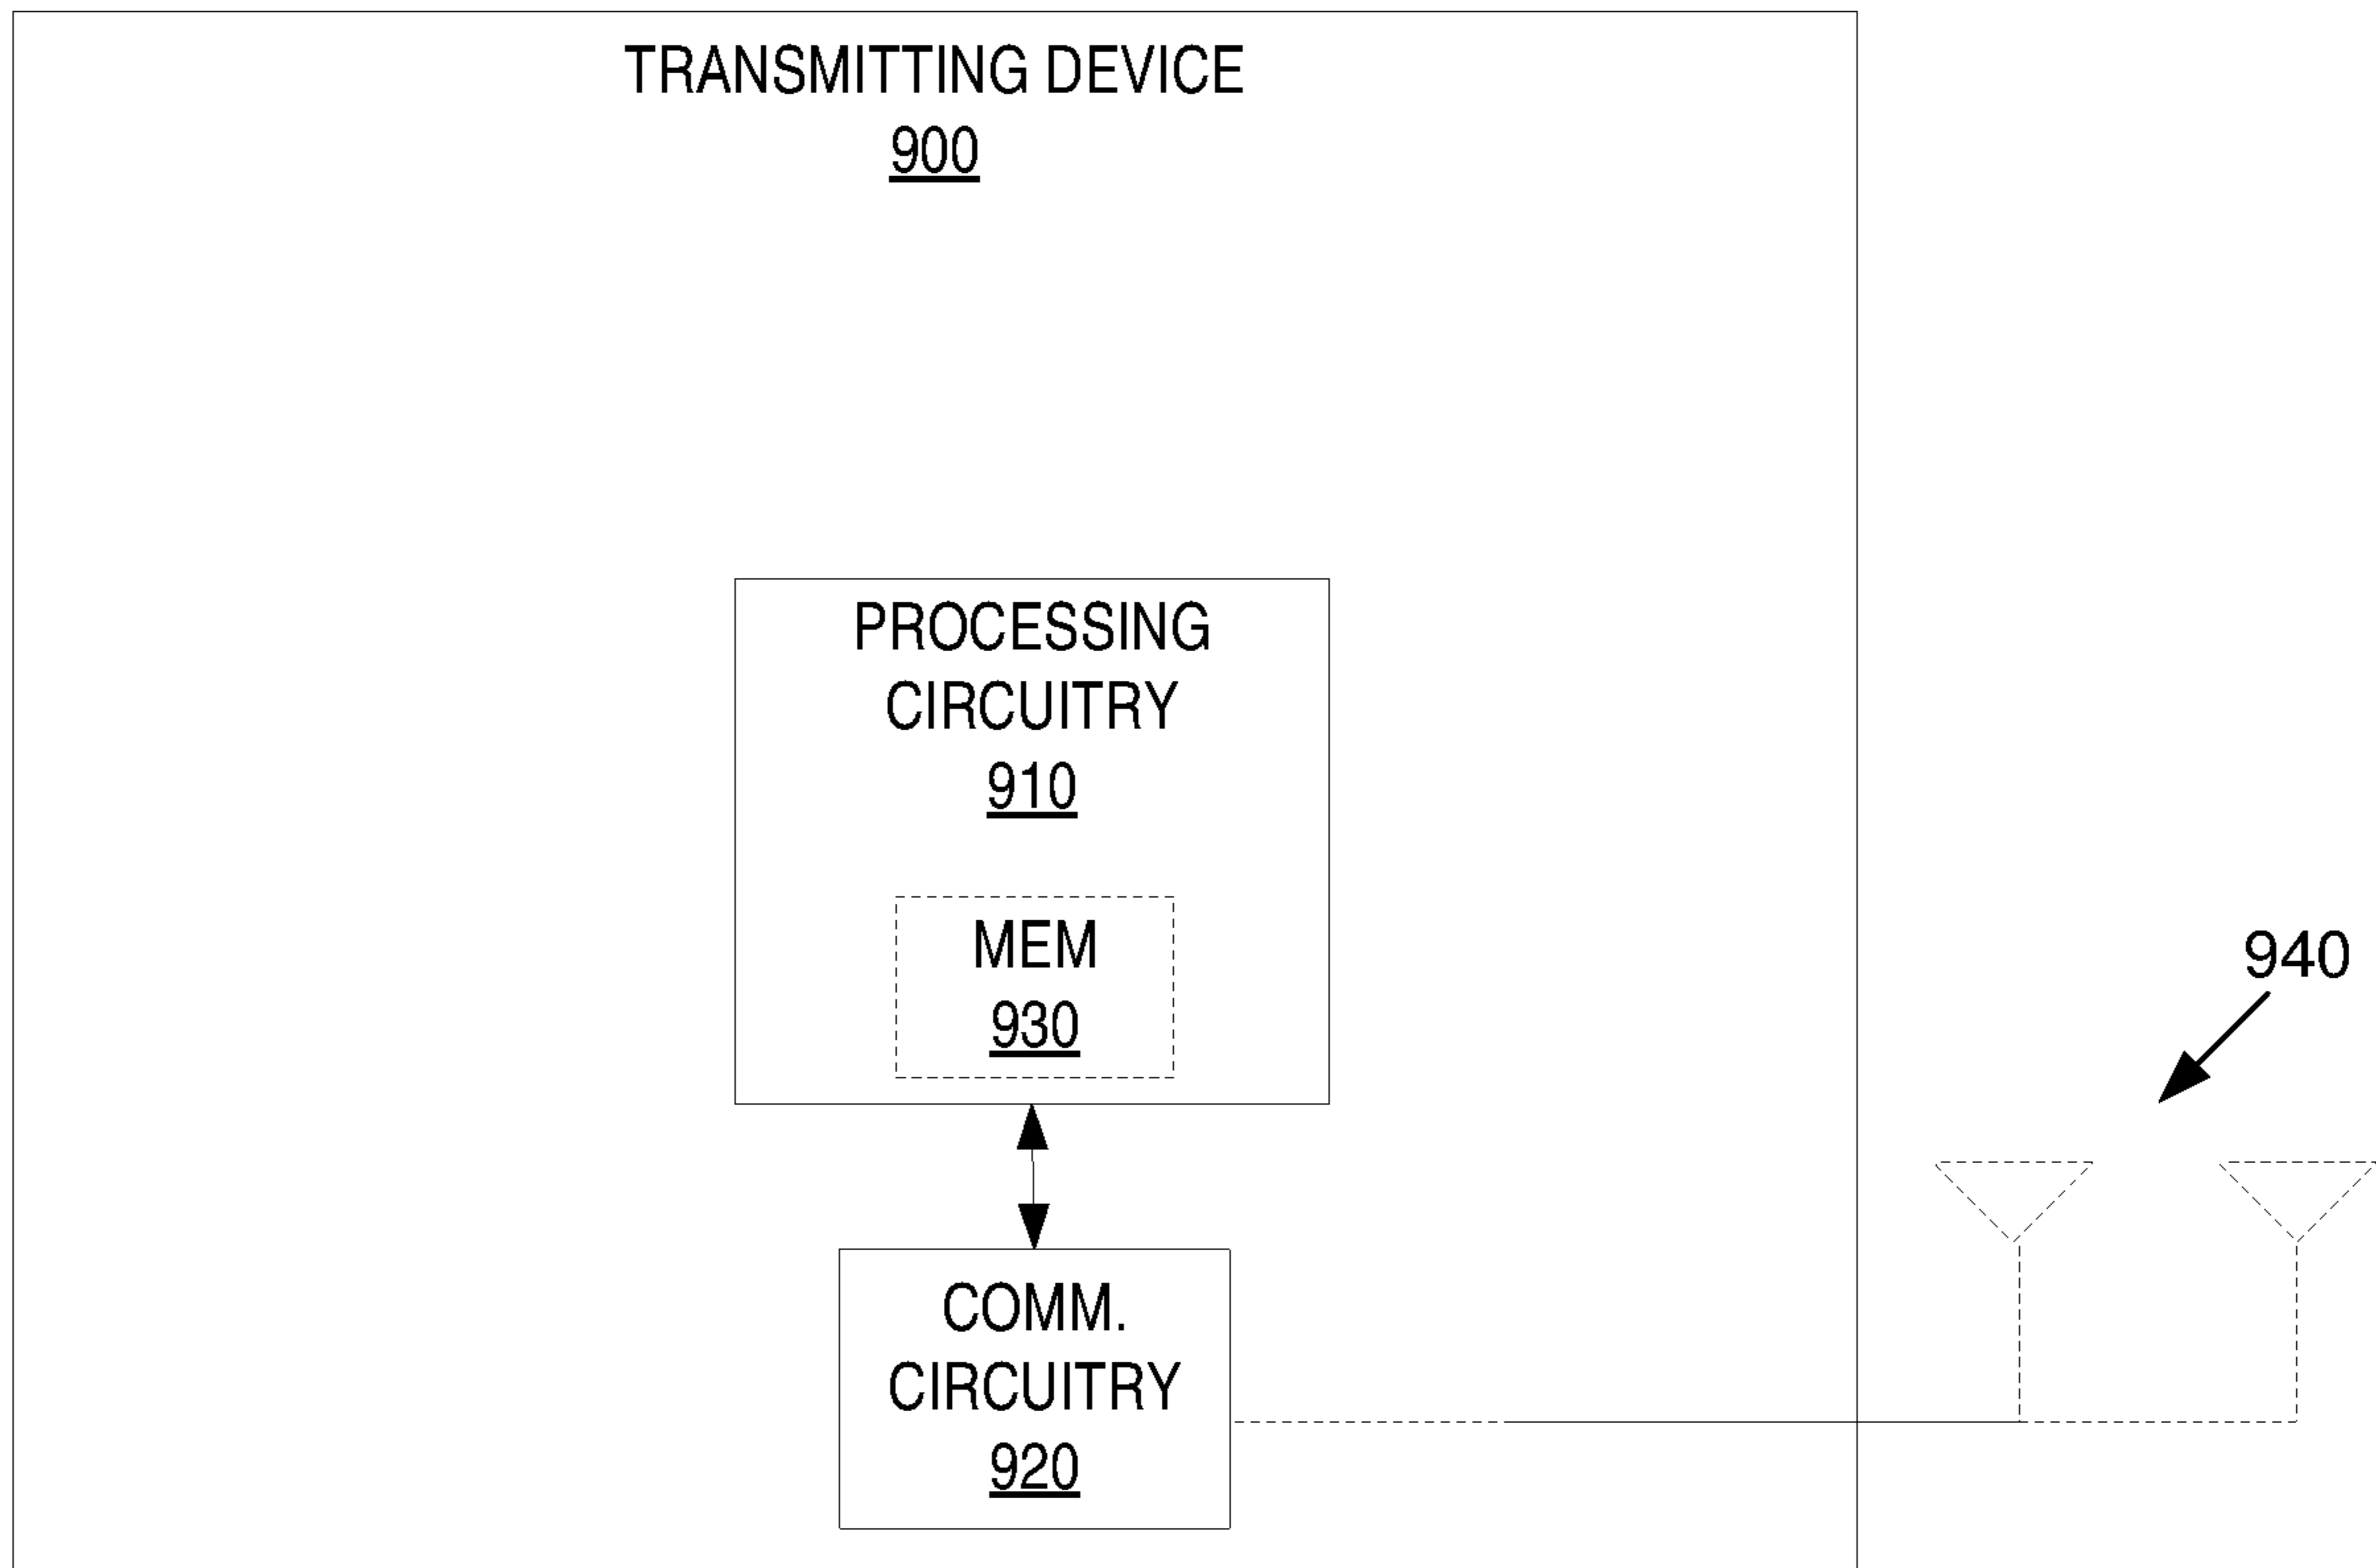 TRANSMITTING DEVICE
900
PROCESSING
CIRCUITRY
910
MEM
930
940
COMM.
CIRCUITRY
920